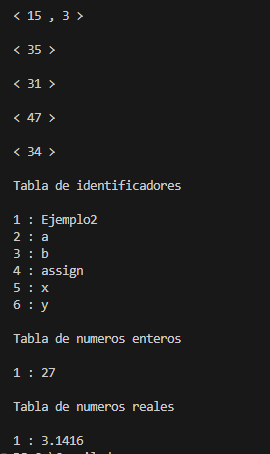 < 15 , 3 >
< 35 >
< 31 >
< 47 >
< 34 >
Tabla de identificadores
1 : Ejemplo2
2 : a
3 : b
4 : assign
5 : x
6 : y
Tabla de numeros enteros
1 : 27
Tabla de numeros reales
1 : 3.1416